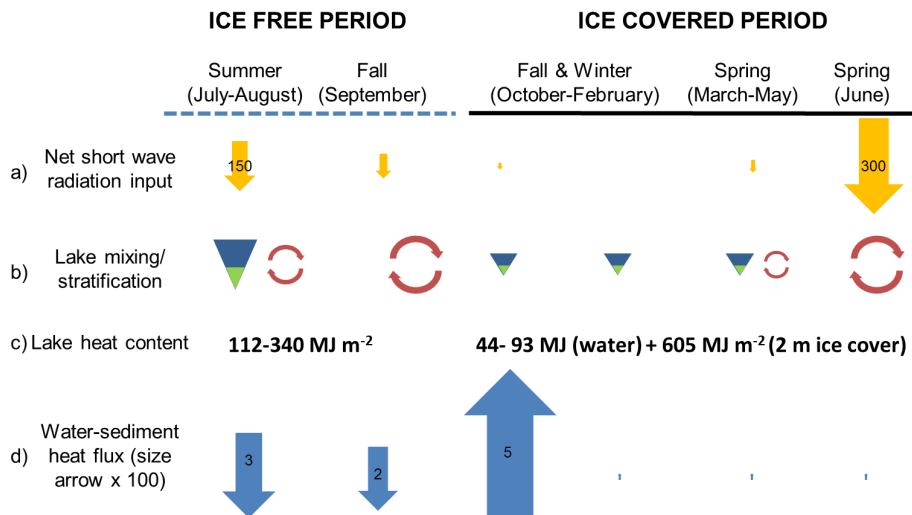 ICE FREE PERIOD
ICE COVERED PERIOD
Summer
(July-August)
Fall
(September)
Fall & Winter
(October-February)
Spring
(March-May)
Spring
(June)
a) Net short wave
radiation input
150
300
b) Lake mixing/
stratification
c) Lake heat content
112-340 MJ m⁻²
44- 93 MJ (water) + 605 MJ m⁻² (2 m ice cover)
d) Water-sediment
heat flux (size
arrow x 100)
3
2
5